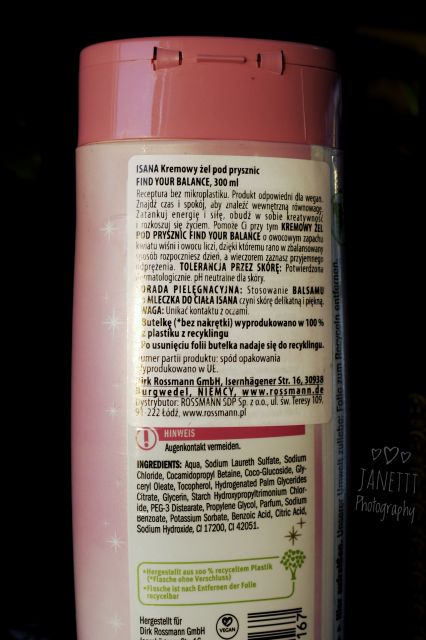 ISANA Kremowy żel pod prysznic
FIND YOUR BALANCE, 300 ml
Receptura bez mikroplastiku. Produkt odpowiedni dla wegan.
Znajdź czas i spokój, aby znaleźć wewnętrzną równowagę.
Zatankuj energię i siłę, obudź w sobie kreatywność
i rozkoszuj się życiem. Pomoże Ci przy tym KREMOWY ŻEL
POD PRYSZNIC FIND YOUR BALANCE o owocowym zapachu
kwiatu wiśni i owocu liczi, dzięki któremu rano w zbalansowany
sposób rozpoczniesz dzień, a wieczorem zaznasz przyjemnego
odprężenia. TOLERANCJA PRZEZ SKÓRĘ: Potwierdzona
dermatologicznie. pH neutralne dla skóry.
PORADA PIELĘGNACYJNA: Stosowanie BALSAMU
MLECZKA DO CIAŁA ISANA czyni skórę delikatną i piękną.
UWAGA: Unikać kontaktu z oczami.
Butelkę (*bez nakrętki) wyprodukowano w 100 %
z plastiku z recyklingu
Po usunięciu folii butelka nadaje się do recyklingu.
numer partii produktu: spód opakowania
Wyprodukowano w UE.
Dirk Rossmann GmbH, Isernhägener Str. 16, 30938
Burgwedel, NIEMCY, www.rossmann.de
Dystrybutor: ROSSMANN SDP Sp. z o.o., ul. św. Teresy 109,
91-222 Łódź, www.rossmann.pl
HINWEIS
Augenkontakt vermeiden.
INGREDIENTS: Aqua, Sodium Laureth Sulfate, Sodium
Chloride, Cocamidopropyl Betaine, Coco-Glucoside, Gly-
ceryl Oleate, Tocopherol, Hydrogenated Palm Glycerides
Citrate, Glycerin, Starch Hydroxypropyltrimonium Chlor-
ide, PEG-3 Distearate, Propylene Glycol, Parfum, Sodium
Benzoate, Potassium Sorbate, Benzoic Acid, Citric Acid,
Sodium Hydroxide, CI 17200, CI 42051.
•Hergestellt aus 100 % recyceltem Plastik
(*Flasche ohne Verschluss)
•Flasche ist nach Entfernen der Folie
recycelbar
Hergestellt für
Dirk Rossmann GmbH
VEGAN
167
Umwelt zuliebe: Folie zum Recyceln entfernen
JANETTI
Photography